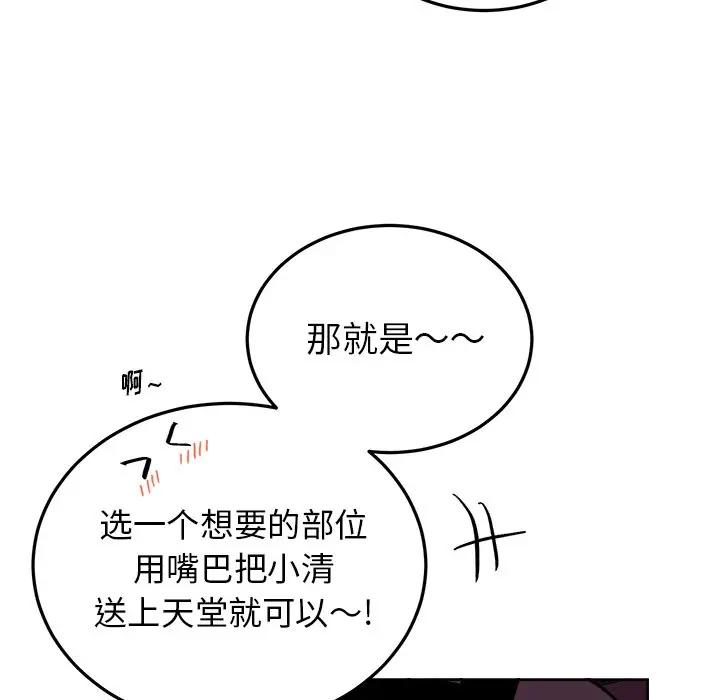 那就是～～
啊~
选一个想要的部位
用嘴巴把小清
送上天堂就可以～!